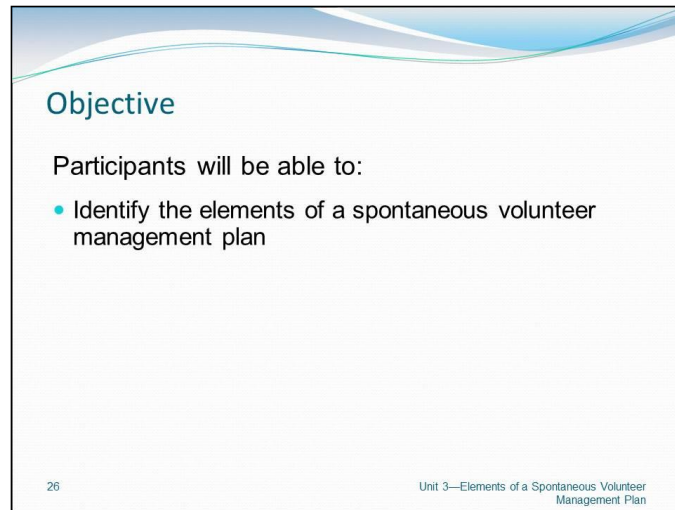 Objective
Participants will be able to:
• Identify the elements of a spontaneous volunteer
management plan
26
Unit 3—Elements of a Spontaneous Volunteer
Management Plan